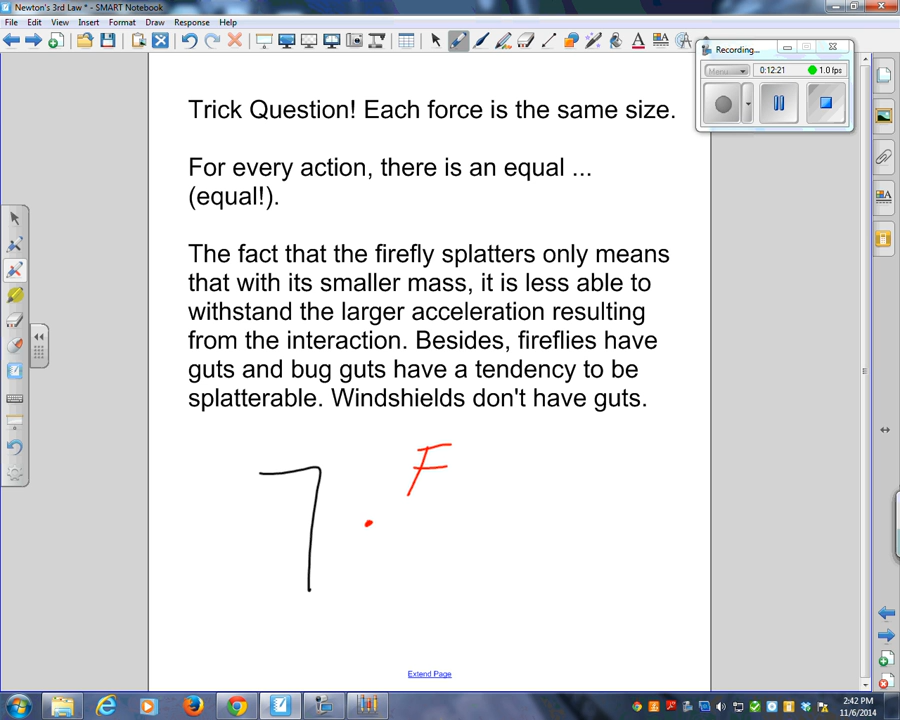 Newton's 3rd Law * - SMART Notebook
File Edit View Insert Format Draw Response Help
Recording...
Menu
0:12:21 1.0 fps
Trick Question! Each force is the same size.
For every action, there is an equal ...
(equal!).
The fact that the firefly splatters only means
that with its smaller mass, it is less able to
withstand the larger acceleration resulting
from the interaction. Besides, fireflies have
guts and bug guts have a tendency to be
splatterable. Windshields don't have guts.
F
Extend Page
2:42 PM
11/6/2014